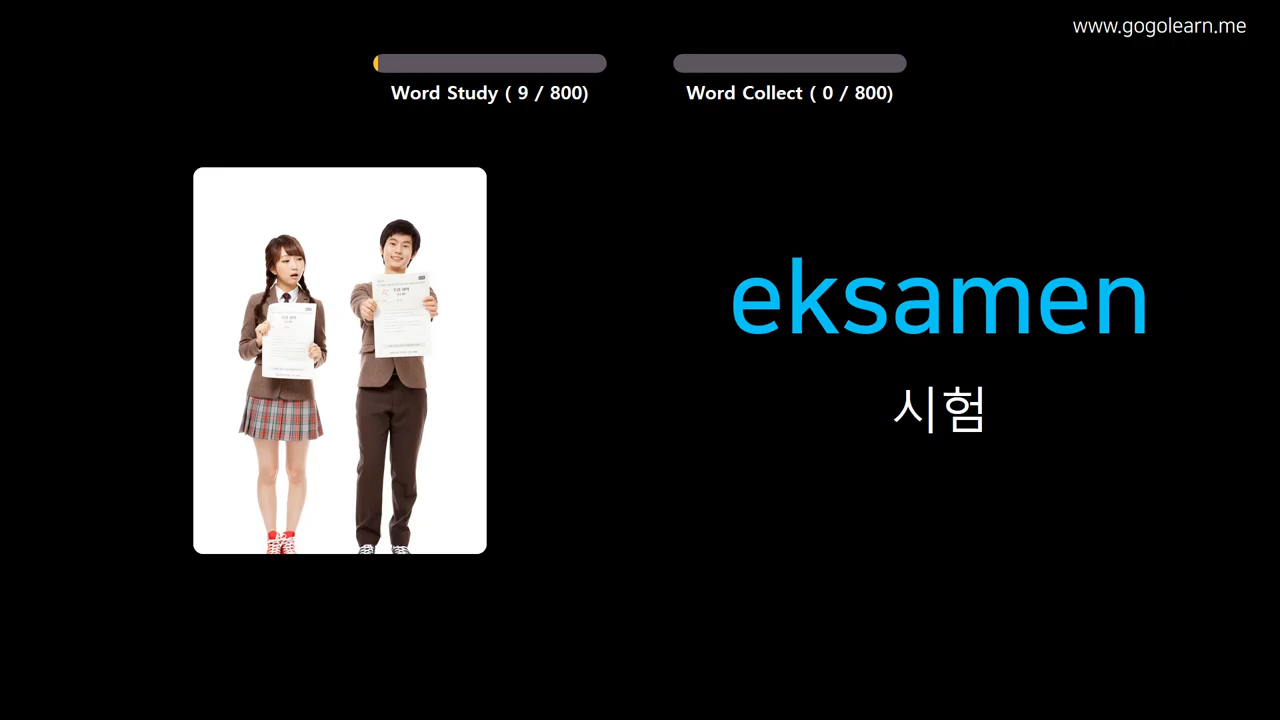 www.gogolearn.me
Word Study ( 9 / 800)
Word Collect ( 0 / 800)
eksamen
시험